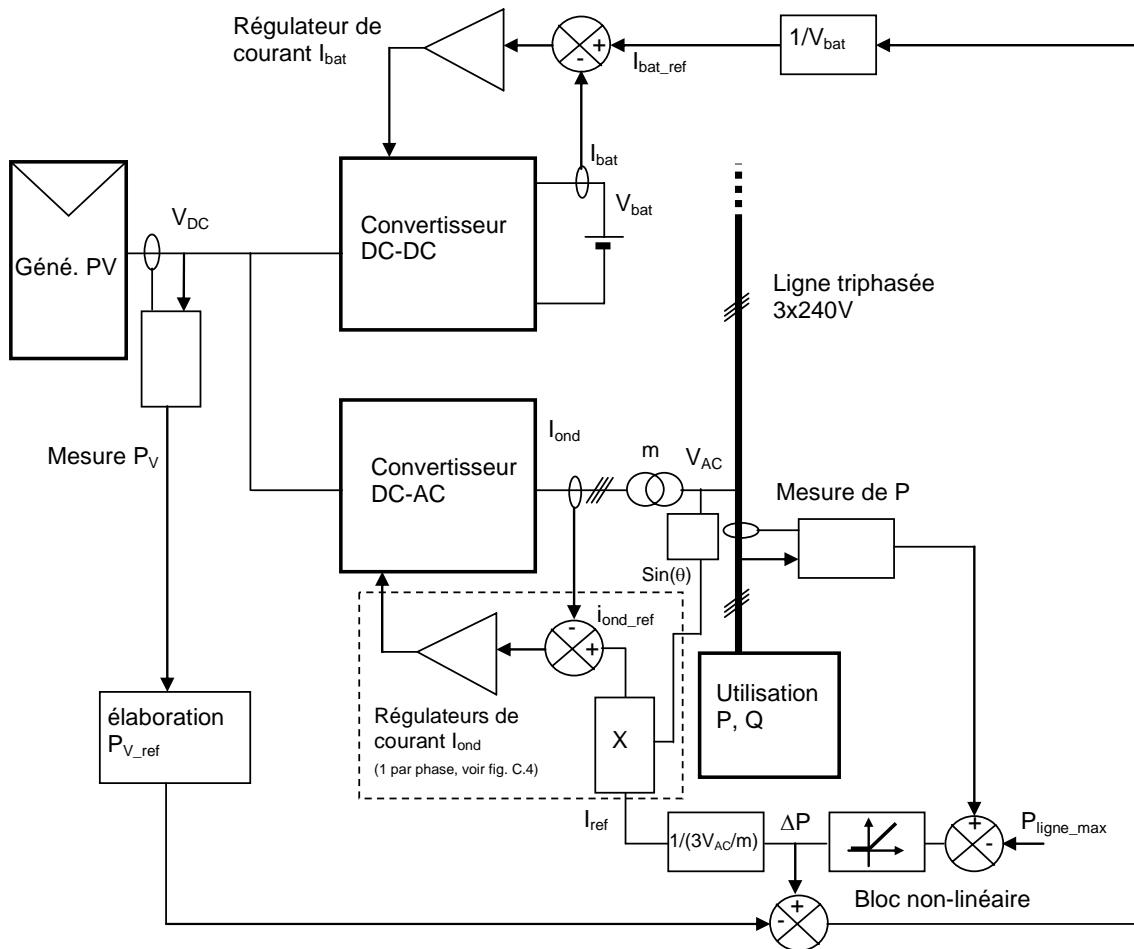 Régulateur de
courant Ibat
+
-
Ibat_ref
1/Vbat
Ibat
Vbat
VDC
Géné. PV
Convertisseur
DC-DC
Ligne triphasée
3x240V
Mesure PV
Convertisseur
DC-AC
Iond
m
VAC
Mesure de P
Sin(θ)
-
iond_ref
+
Régulateurs de
courant Iond
(1 par phase, voir fig. C.4)
X
Utilisation
P, Q
élaboration
PV_ref
Iref
1/(3VAC/m)
ΔP
+
-
Pligne_max
+
-
Bloc non-linéaire